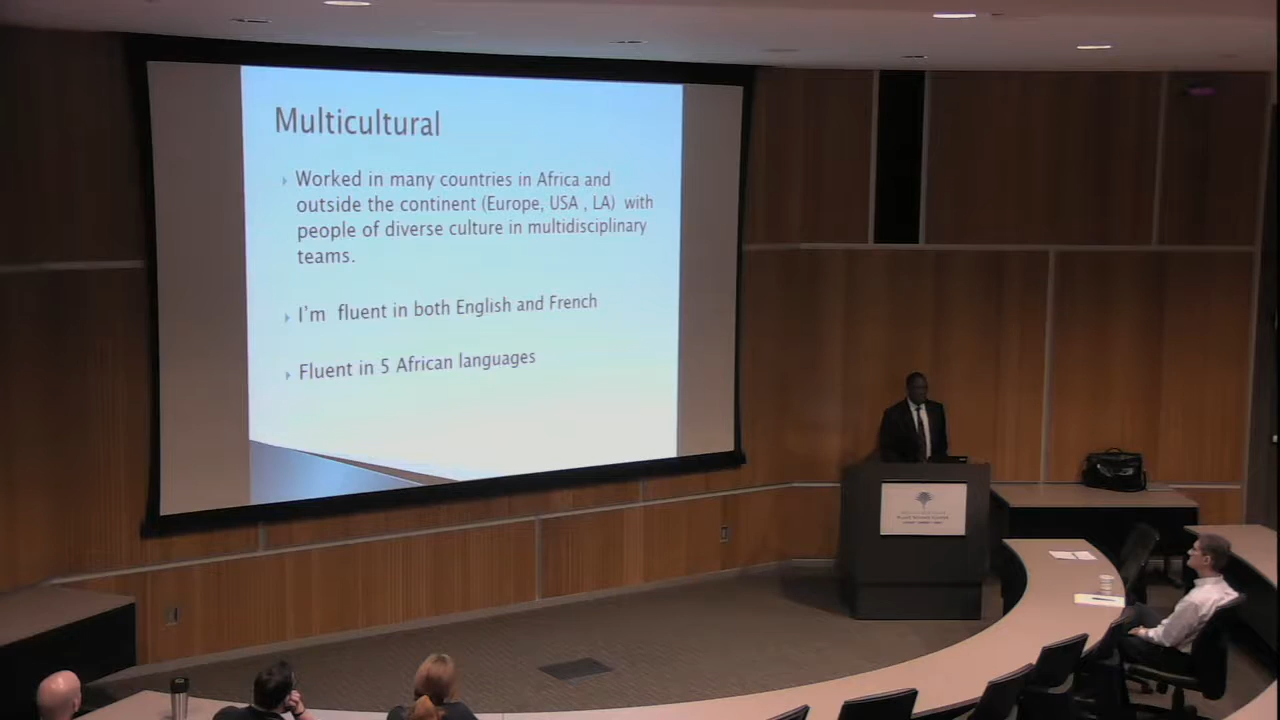 Multicultural
Worked in many countries in Africa and
outside the continent (Europe, USA , LA) with
people of diverse culture in multidisciplinary
teams.
I'm fluent in both English and French
Fluent in 5 African languages